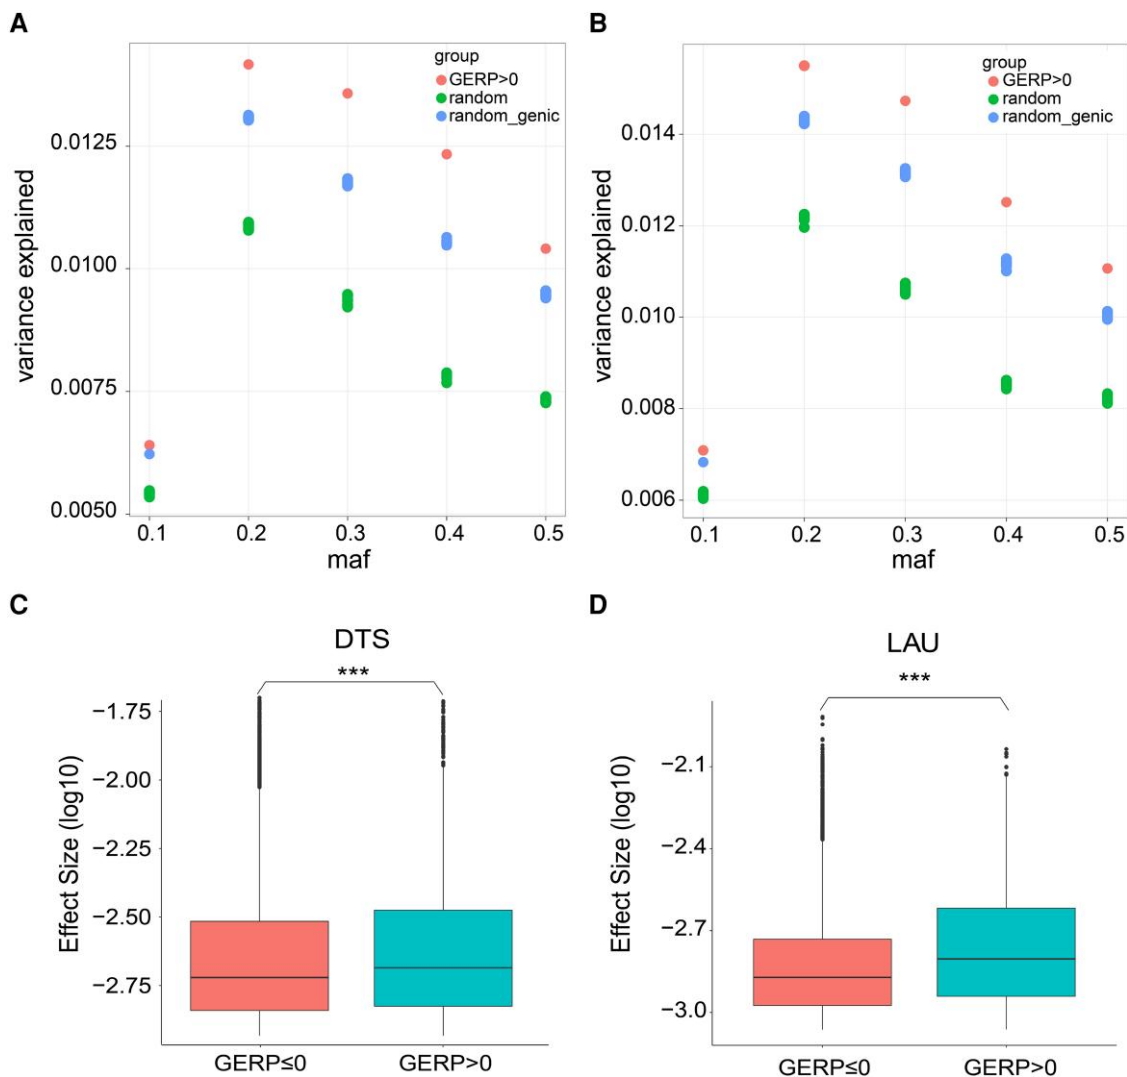 A
group
GERP>0
random
random_genic
0.0125
0.0100
0.0075
0.0050
variance explained
0.1 0.2 0.3 0.4 0.5
maf
B
group
GERP>0
random
random_genic
0.014
0.012
0.010
0.008
0.006
variance explained
0.1 0.2 0.3 0.4 0.5
maf
C
DTS
***
−1.75
−2.00
−2.25
−2.50
−2.75
Effect Size (log10)
GERP≤0 GERP>0
D
LAU
***
−2.1
−2.4
−2.7
−3.0
Effect Size (log10)
GERP≤0 GERP>0